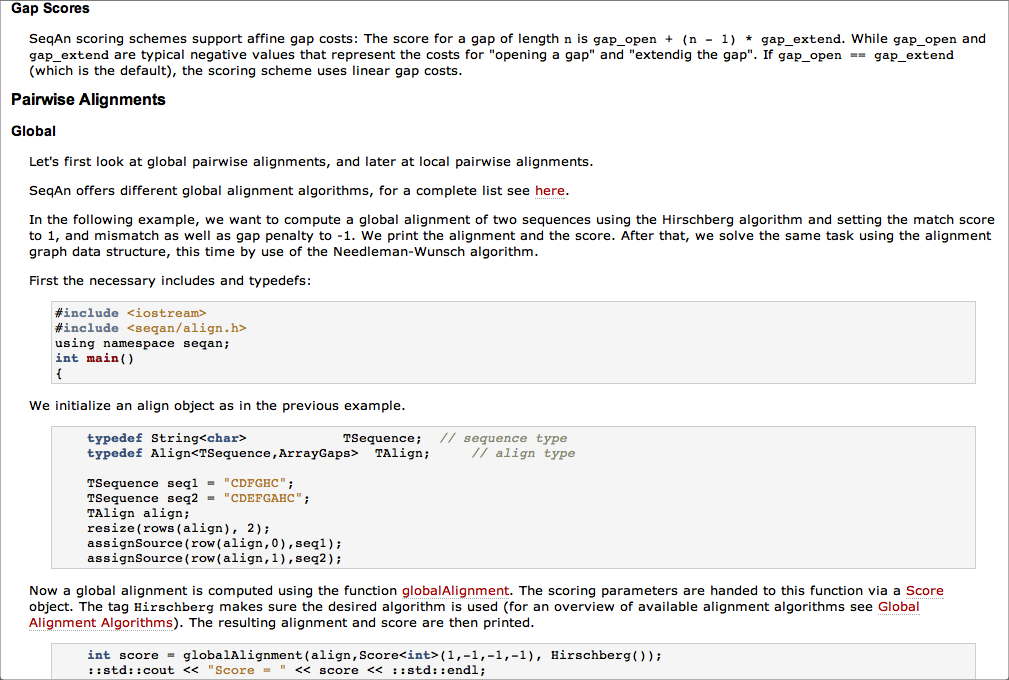 Gap Scores
SeqAn scoring schemes support affine gap costs: The score for a gap of length n is gap_open + (n - 1) * gap_extend. While gap_open and
gap_extend are typical negative values that represent the costs for "opening a gap" and "extendig the gap". If gap_open == gap_extend
(which is the default), the scoring scheme uses linear gap costs.
Pairwise Alignments
Global
Let's first look at global pairwise alignments, and later at local pairwise alignments.
SeqAn offers different global alignment algorithms, for a complete list see here.
In the following example, we want to compute a global alignment of two sequences using the Hirschberg algorithm and setting the match score
to 1, and mismatch as well as gap penalty to -1. We print the alignment and the score. After that, we solve the same task using the alignment
graph data structure, this time by use of the Needleman-Wunsch algorithm.
First the necessary includes and typedefs:
#include <iostream>
#include <seqan/align.h>
using namespace seqan;
int main()
{
We initialize an align object as in the previous example.
typedef String<char>            TSequence;  // sequence type
typedef Align<TSequence,ArrayGaps>  TAlign;     // align type
TSequence seq1 = "CDFGHC";
TSequence seq2 = "CDEFGAHC";
TAlign align;
resize(rows(align), 2);
assignSource(row(align,0),seq1);
assignSource(row(align,1),seq2);
Now a global alignment is computed using the function globalAlignment. The scoring parameters are handed to this function via a Score
object. The tag Hirschberg makes sure the desired algorithm is used (for an overview of available alignment algorithms see Global
Alignment Algorithms). The resulting alignment and score are then printed.
int score = globalAlignment(align,Score<int>(1,-1,-1,-1), Hirschberg());
::std::cout << "Score = " << score << ::std::endl;